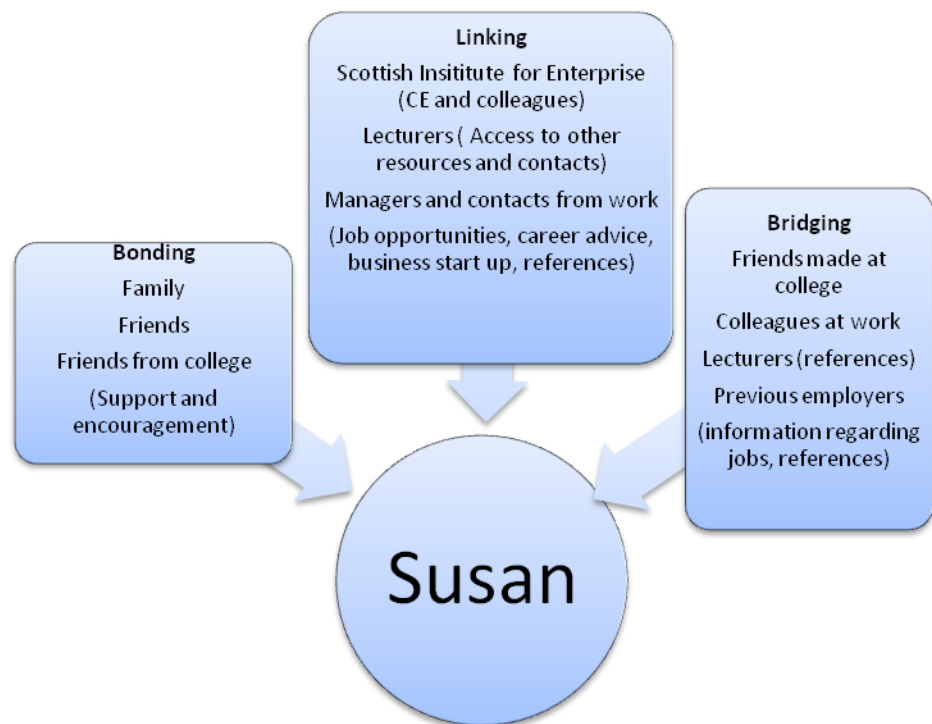 Linking
Scottish Insititute for Enterprise
(CE and colleagues)
Lecturers ( Access to other
resources and contacts)
Managers and contacts from work
(Job opportunities, career advice,
business start up, references)
Bonding
Family
Friends
Friends from college
(Support and
encouragement)
Bridging
Friends made at
college
Colleagues at work
Lecturers (references)
Previous employers
(information regarding
jobs, references)
Susan